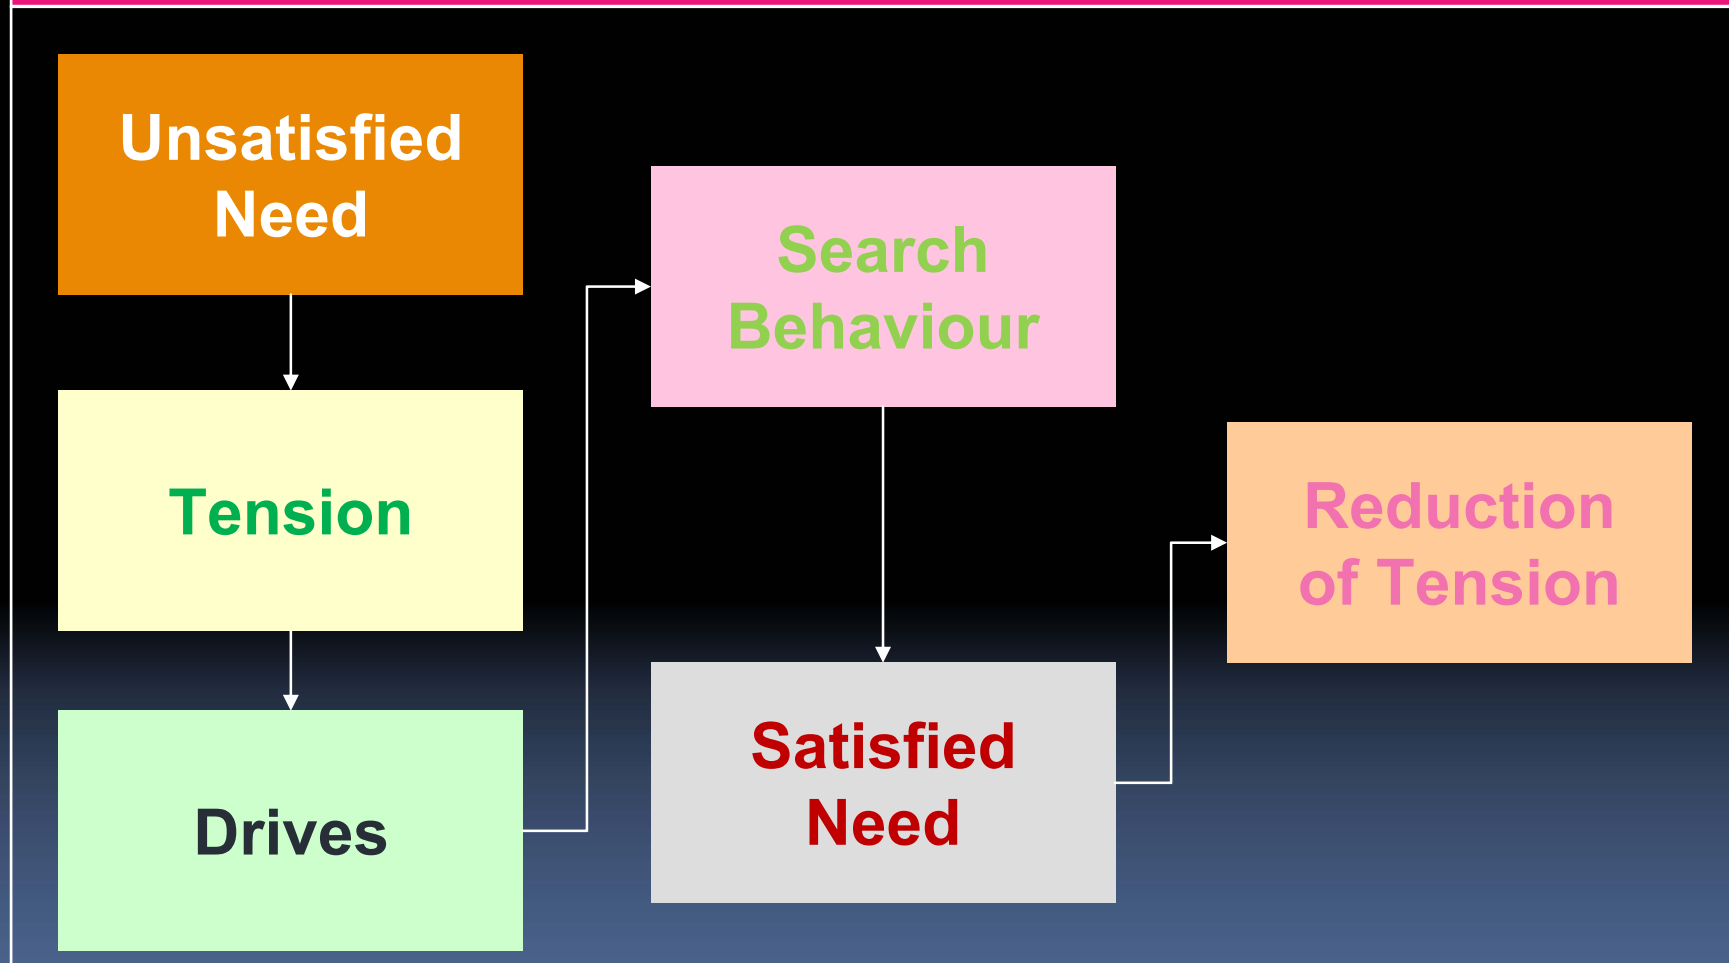 Unsatisfied
Need
Tension
Drives
Search
Behaviour
Satisfied
Need
Reduction
of Tension